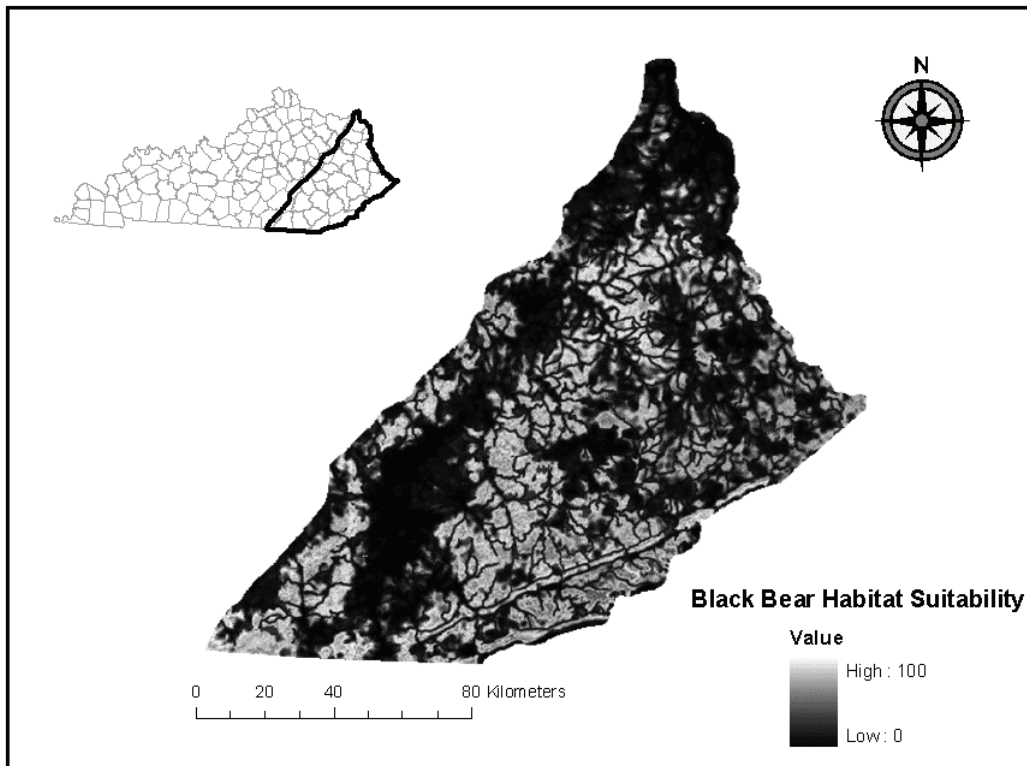 N
Black Bear Habitat Suitability
Value
High : 100
Low : 0
0 20 40 80 Kilometers